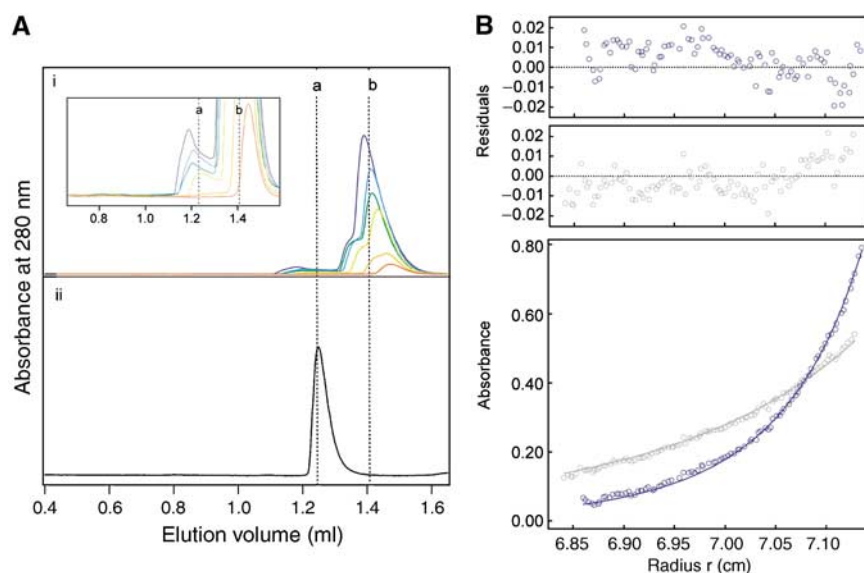 A
i
a
b
a
b
0.8 1.0 1.2 1.4
Absorbance at 280 nm
ii
0.4 0.6 0.8 1.0 1.2 1.4 1.6
Elution volume (ml)
B
0.02
0.01
0.00
−0.01
−0.02
Residuals
0.01
0.00
−0.01
−0.02
0.80
0.60
0.40
0.20
0.00
Absorbance
6.85 6.90 6.95 7.00 7.05 7.10
Radius r (cm)